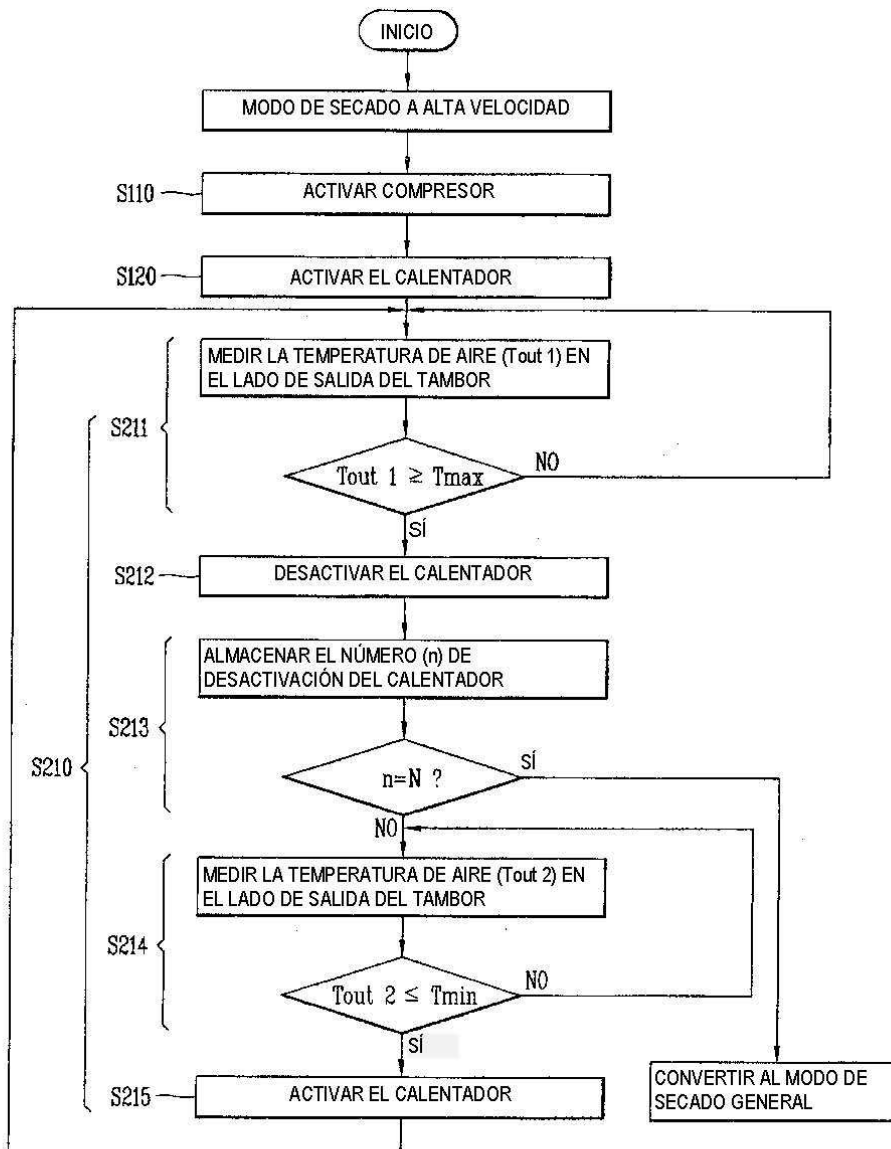 INICIO
MODO DE SECADO A ALTA VELOCIDAD
S110
ACTIVAR COMPRESOR
S120
ACTIVAR EL CALENTADOR
MEDIR LA TEMPERATURA DE AIRE (Tout 1) EN
EL LADO DE SALIDA DEL TAMBOR
S211
Tout 1 ≥ Tmax
NO
SÍ
S212
DESACTIVAR EL CALENTADOR
ALMACENAR EL NÚMERO (n) DE
DESACTIVACIÓN DEL CALENTADOR
S213
S210
n=N ?
SÍ
NO
MEDIR LA TEMPERATURA DE AIRE (Tout 2) EN
EL LADO DE SALIDA DEL TAMBOR
S214
Tout 2 ≤ Tmin
NO
SÍ
S215
ACTIVAR EL CALENTADOR
CONVERTIR AL MODO DE
SECADO GENERAL